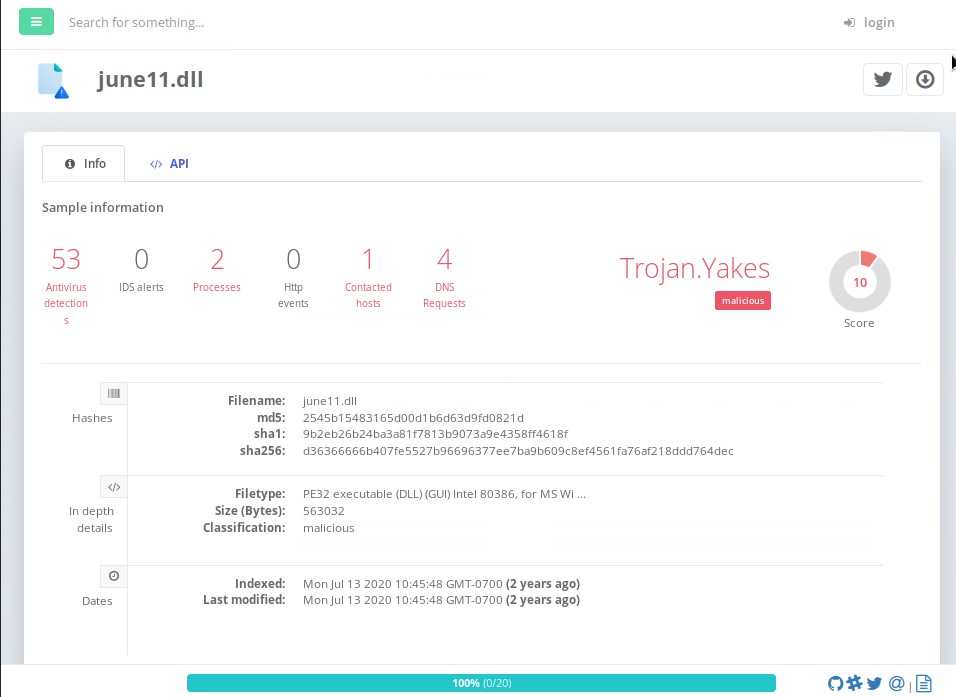 Search for something...
login
june11.dll
Info
</> API
Sample information
53
Antivirus
detection
s
0
IDS alerts
2
Processes
0
Http
events
1
Contacted
hosts
4
DNS
Requests
Trojan.Yakes
malicious
10
Score
Hashes
Filename: june11.dll
md5: 2545b15483165d00d1b6d63d9fd0821d
sha1: 9b2eb26b24ba3a81f7813b9073a9e4358ff4618f
sha256: d36366666b407fe5527b96696377ee7ba9b609c8ef4561fa76af218ddd764dec
</>
In depth
details
Filetype: PE32 executable (DLL) (GUI) Intel 80386, for MS Wi ...
Size (Bytes): 563032
Classification: malicious
Dates
Indexed: Mon Jul 13 2020 10:45:48 GMT-0700 (2 years ago)
Last modified: Mon Jul 13 2020 10:45:48 GMT-0700 (2 years ago)
100% (0/20)
@ |